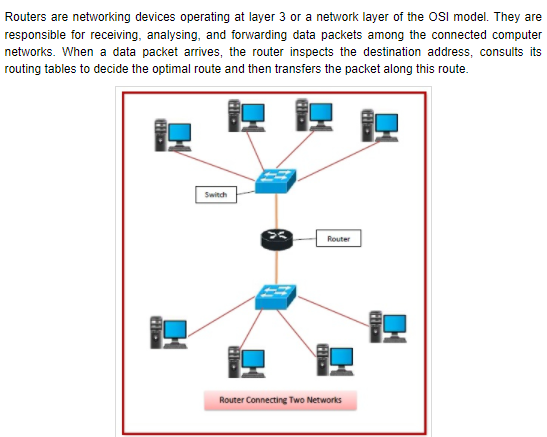 Routers are networking devices operating at layer 3 or a network layer of the OSI model. They are
responsible for receiving, analysing, and forwarding data packets among the connected computer
networks. When a data packet arrives, the router inspects the destination address, consults its
routing tables to decide the optimal route and then transfers the packet along this route.
Switch
Router
Router Connecting Two Networks